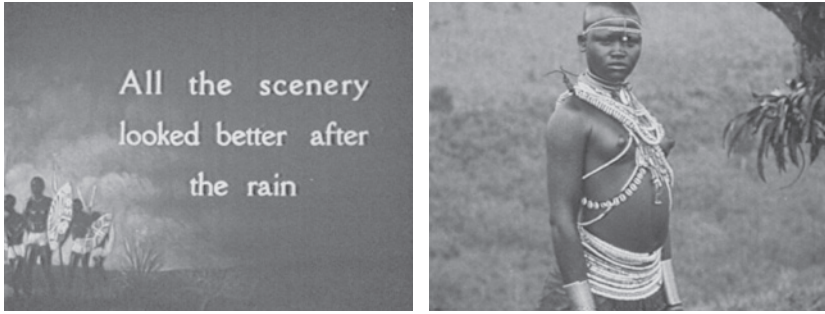 All the scenery
looked better after
the rain